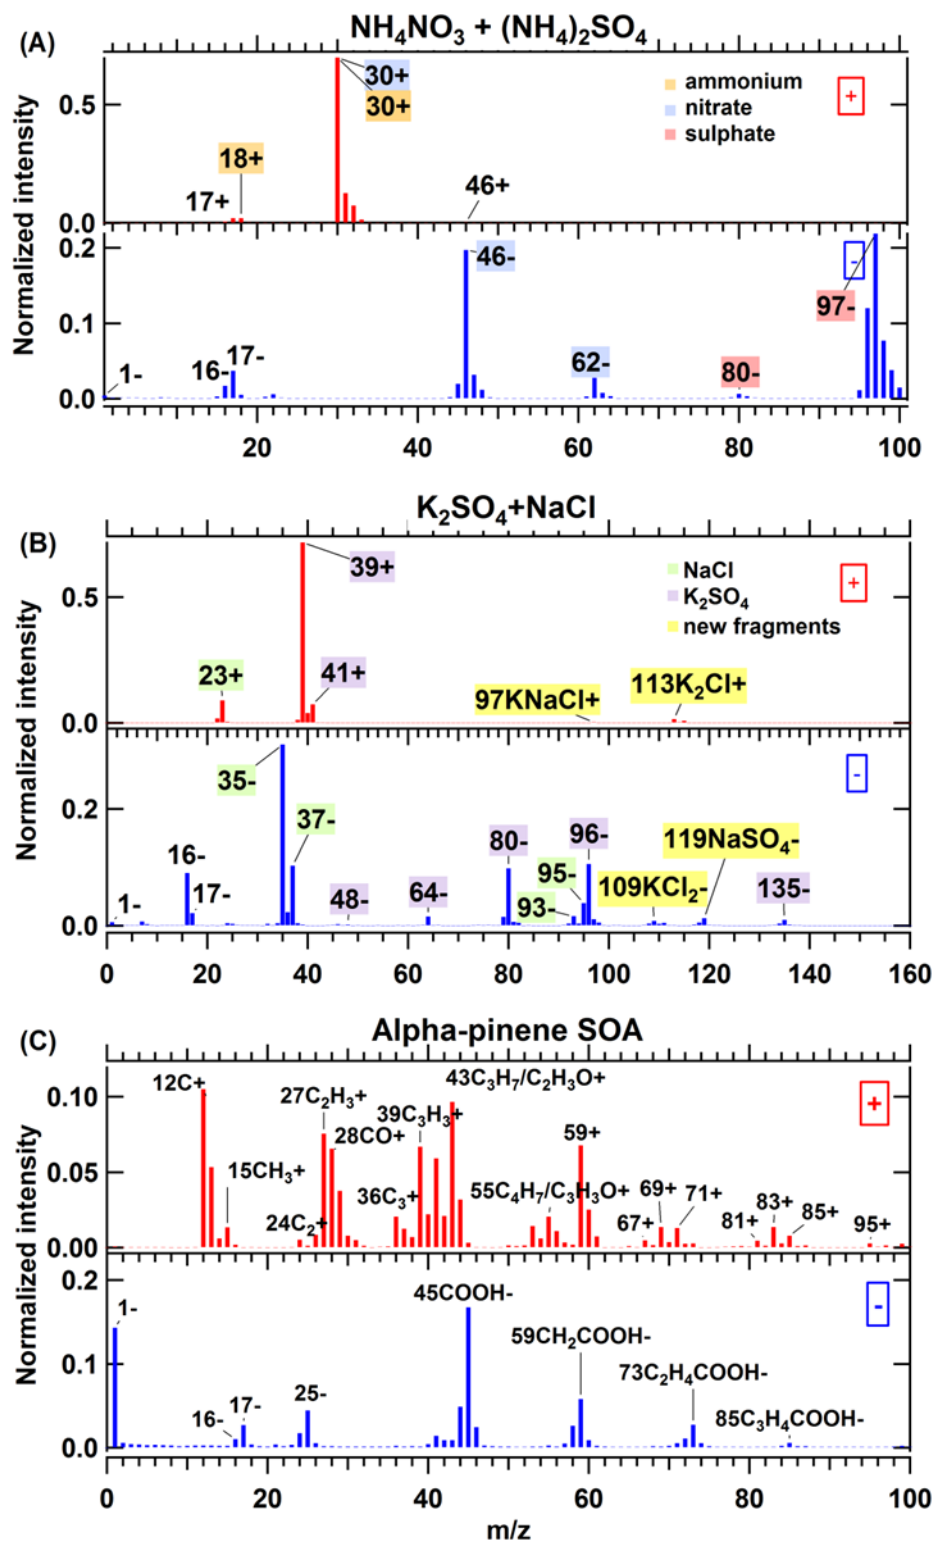 (A)
NH₄NO₃ + (NH₄)₂SO₄
Normalized intensity
0.5
0.0
17+
18+
30+
30+
46+
ammonium
nitrate
sulphate
+
Normalized intensity
0.2
0.1
0.0
1-
16-
17-
46-
62-
80-
97-
-
20 40 60 80 100
(B)
K₂SO₄+NaCl
Normalized intensity
0.5
0.0
23+
39+
41+
97KNaCl+
113K₂Cl+
NaCl
K₂SO₄
new fragments
+
Normalized intensity
0.2
0.0
1-
16-
17-
35-
37-
48-
64-
80-
93-
95-
96-
109KCl₂-
119NaSO₄-
135-
-
0 20 40 60 80 100 120 140 160
(C)
Alpha-pinene SOA
Normalized intensity
0.10
0.05
0.00
12C+
15CH₃+
24C₂+
27C₂H₃+
28CO+
36C₃+
39C₃H₃+
43C₃H₇/C₂H₃O+
55C₄H₇/C₃H₃O+
59+
67+
69+
71+
81+
83+
85+
95+
+
Normalized intensity
0.2
0.1
0.0
1-
16-
17-
25-
45COOH-
59CH₂COOH-
73C₂H₄COOH-
85C₃H₄COOH-
-
0 20 40 60 80 100
m/z